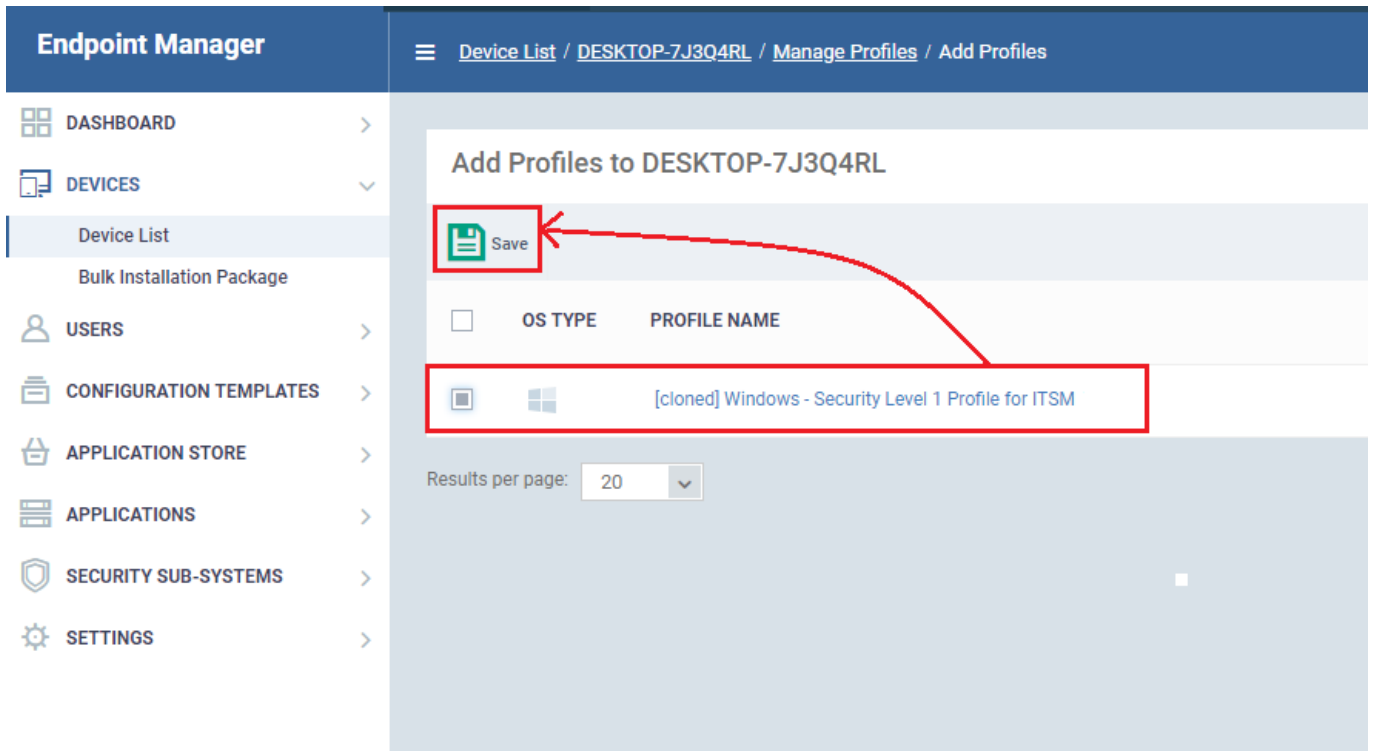 Endpoint Manager
Device List / DESKTOP-7J3Q4RL / Manage Profiles / Add Profiles
DASHBOARD
DEVICES
Device List
Bulk Installation Package
USERS
CONFIGURATION TEMPLATES
APPLICATION STORE
APPLICATIONS
SECURITY SUB-SYSTEMS
SETTINGS
Add Profiles to DESKTOP-7J3Q4RL
Save
OS TYPE PROFILE NAME
[cloned] Windows - Security Level 1 Profile for ITSM
Results per page: 20